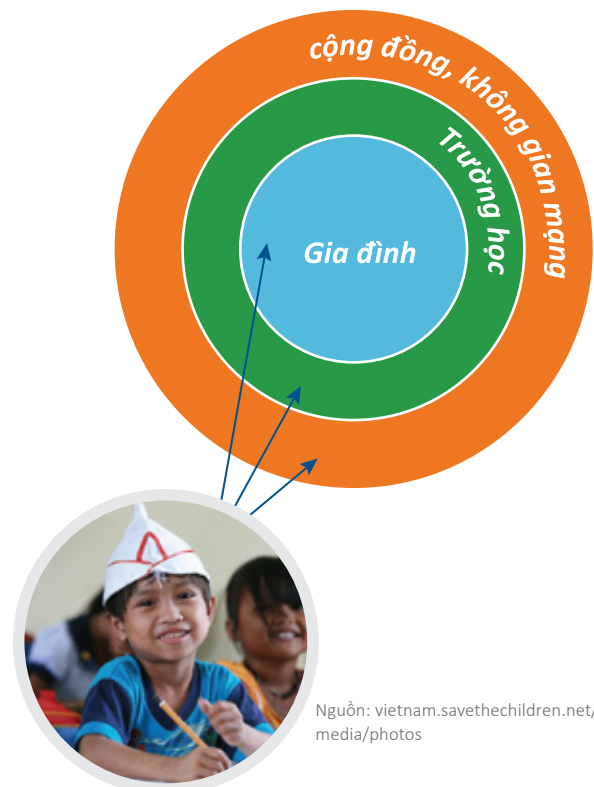 cộng đồng, không gian mạng
Trường học
Gia đình
Nguồn: vietnam.savethechildren.net/
media/photos